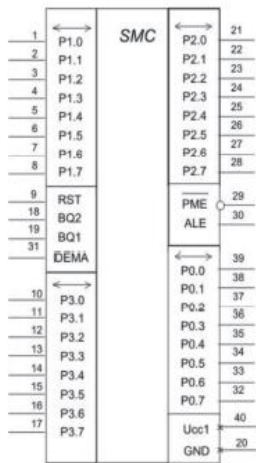 SMC
1 P1.0
2 P1.1
3 P1.2
4 P1.3
5 P1.4
6 P1.5
7 P1.6
8 P1.7
9 RST
18 BQ2
19 BQ1
31 DEMA
10 P3.0
11 P3.1
12 P3.2
13 P3.3
14 P3.4
15 P3.5
16 P3.6
17 P3.7
P2.0 21
P2.1 22
P2.2 23
P2.3 24
P2.4 25
P2.5 26
P2.6 27
P2.7 28
PME 29
ALE 30
P0.0 39
P0.1 38
P0.2 37
P0.3 36
P0.4 35
P0.5 34
P0.6 33
P0.7 32
Ucc1 40
GND 20